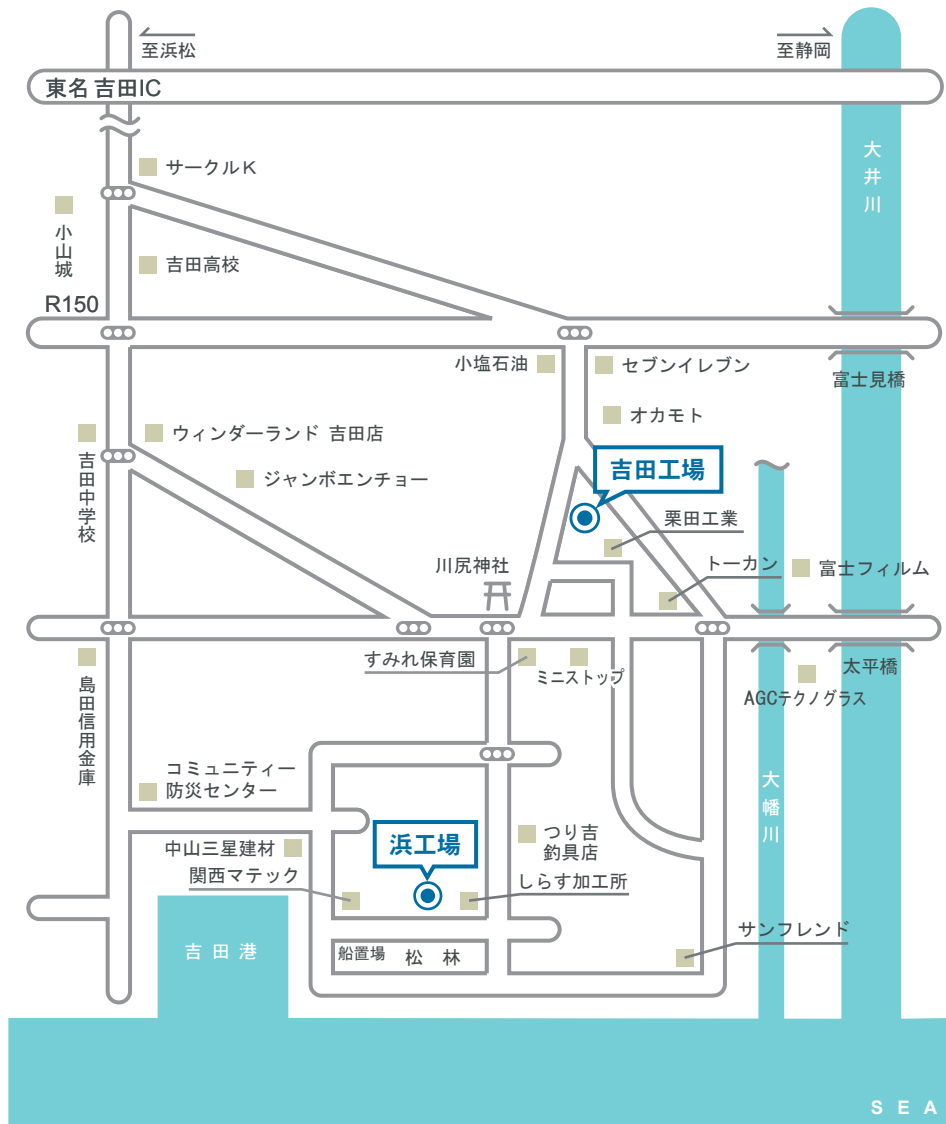 至浜松
至静岡
東名 吉田IC
大井川
サークルK
小山城
吉田高校
R150
小塩石油
セブンイレブン
富士見橋
オカモト
ウィンダーランド 吉田店
吉田中学校
ジャンボエンチョー
吉田工場
栗田工業
川尻神社
トーカン
富士フィルム
すみれ保育園
ミニストップ
太平橋
AGCテクノグラス
島田信用金庫
コミュニティー
防災センター
大幡川
浜工場
つり吉
釣具店
中山三星建材
関西マテック
しらす加工所
サンフレンド
吉田港
船置場
松林
SEA